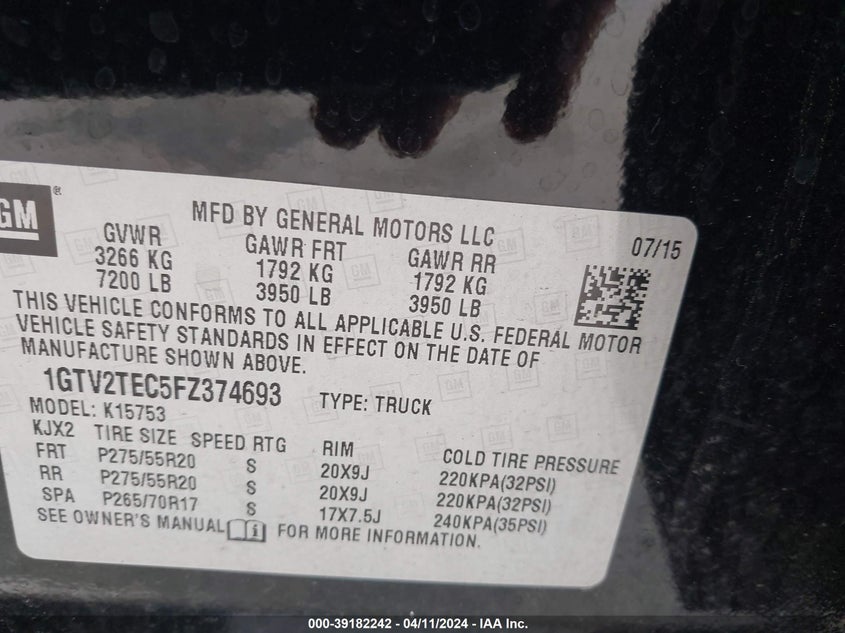 GM®
MFD BY GENERAL MOTORS LLC
07/15
GVWR GAWR FRT GAWR RR
3266 KG 1792 KG 1792 KG
7200 LB 3950 LB 3950 LB
THIS VEHICLE CONFORMS TO ALL APPLICABLE U.S. FEDERAL MOTOR
VEHICLE SAFETY STANDARDS IN EFFECT ON THE DATE OF
MANUFACTURE SHOWN ABOVE.
1GTV2TEC5FZ374693 TYPE: TRUCK
MODEL: K15753
KJX2 TIRE SIZE SPEED RTG RIM COLD TIRE PRESSURE
FRT P275/55R20 S 20X9J 220KPA(32PSI)
RR P275/55R20 S 20X9J 220KPA(32PSI)
SPA P265/70R17 S 17X7.5J 240KPA(35PSI)
SEE OWNER'S MANUAL FOR MORE INFORMATION.
000-39182242 - 04/11/2024 - IAA Inc.